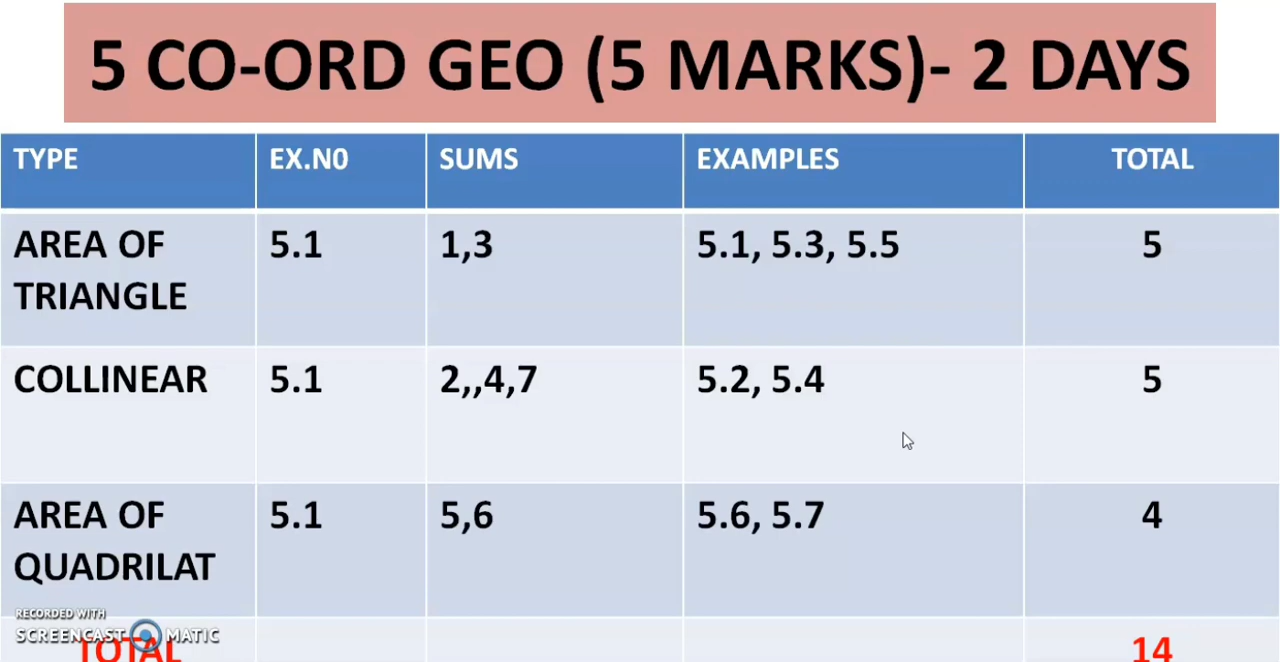 5 CO-ORD GEO (5 MARKS)- 2 DAYS
TYPE EX.N0 SUMS EXAMPLES TOTAL
AREA OF TRIANGLE 5.1 1,3 5.1, 5.3, 5.5 5
COLLINEAR 5.1 2,,4,7 5.2, 5.4 5
AREA OF QUADRILAT 5.1 5,6 5.6, 5.7 4
RECORDED WITH
SCREENCAST MATIC
TOTAL 14